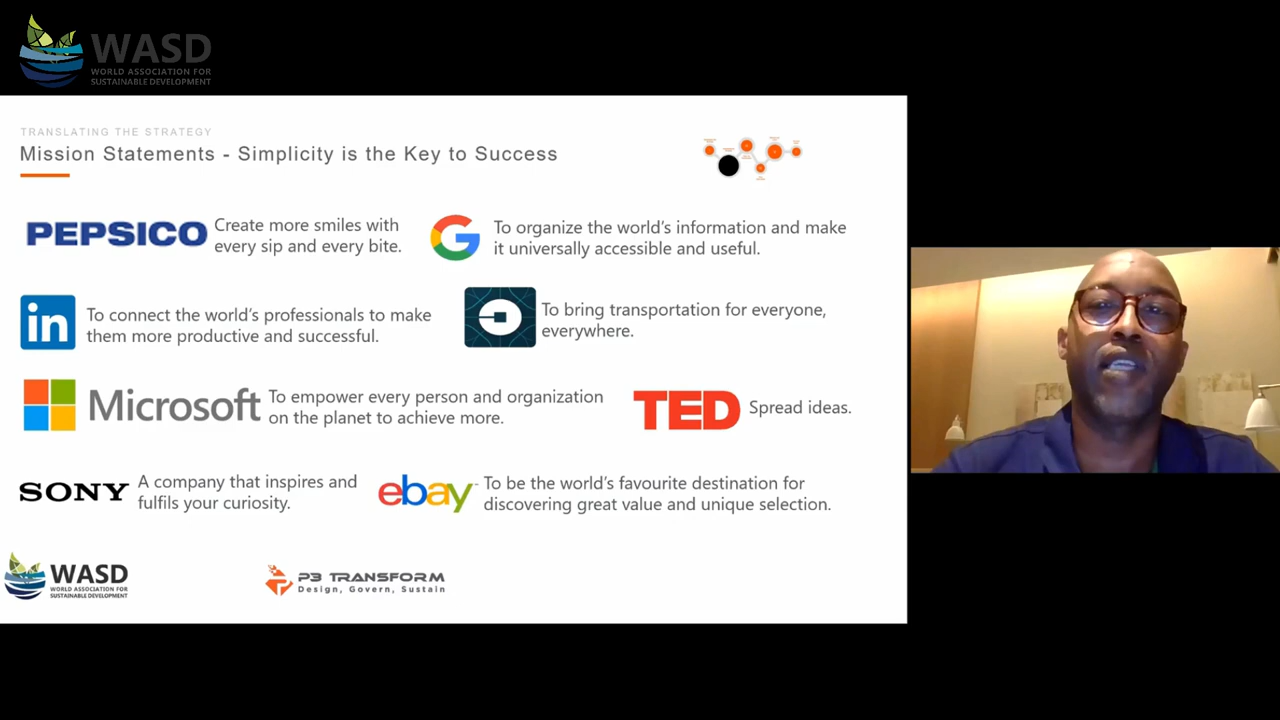 WASD
WORLD ASSOCIATION FOR
SUSTAINABLE DEVELOPMENT
TRANSLATING THE STRATEGY
Mission Statements - Simplicity is the Key to Success
PEPSICO
Create more smiles with
every sip and every bite.
G
To organize the world's information and make
it universally accessible and useful.
in
To connect the world's professionals to make
them more productive and successful.
To bring transportation for everyone,
everywhere.
Microsoft
To empower every person and organization
on the planet to achieve more.
TED
Spread ideas.
SONY
A company that inspires and
fulfils your curiosity.
ebay
To be the world's favourite destination for
discovering great value and unique selection.
WASD
WORLD ASSOCIATION FOR
SUSTAINABLE DEVELOPMENT
P3 TRANSFORM
Design, Govern, Sustain